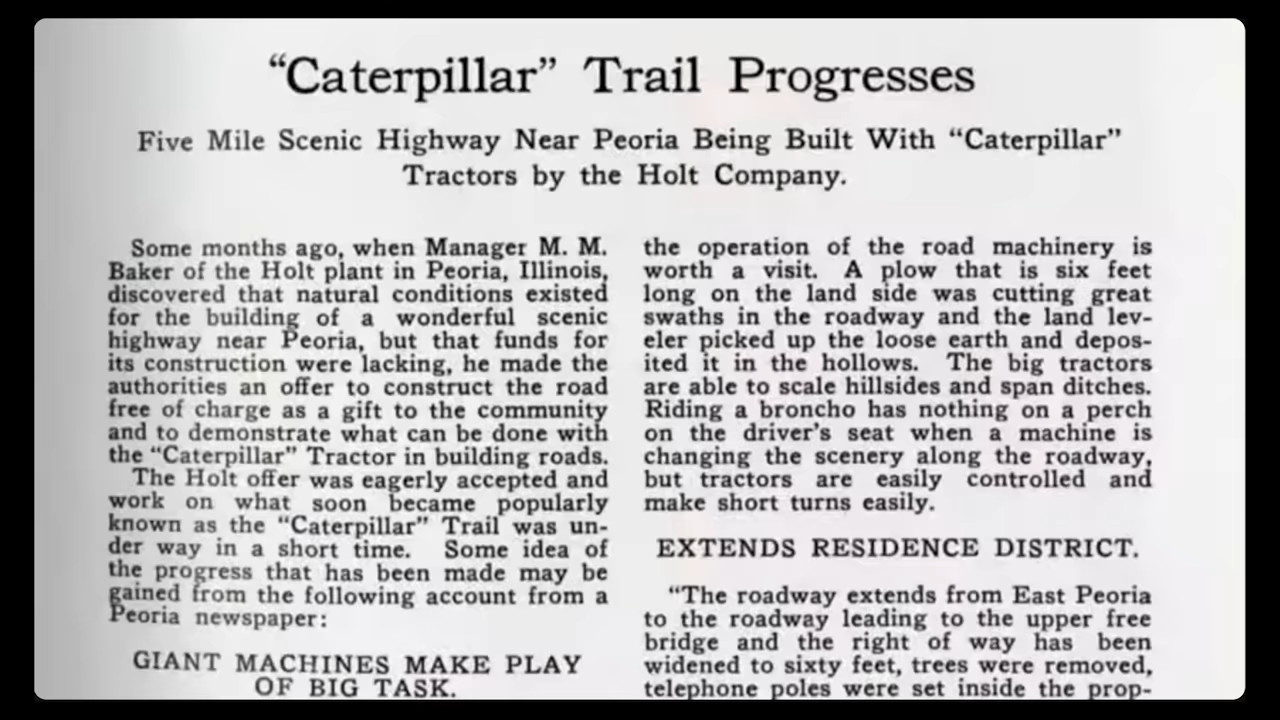 “Caterpillar” Trail Progresses
Five Mile Scenic Highway Near Peoria Being Built With “Caterpillar”
Tractors by the Holt Company.
Some months ago, when Manager M. M.
Baker of the Holt plant in Peoria, Illinois,
discovered that natural conditions existed
for the building of a wonderful scenic
highway near Peoria, but that funds for
its construction were lacking, he made the
authorities an offer to construct the road
free of charge as a gift to the community
and to demonstrate what can be done with
the “Caterpillar” Tractor in building roads.
The Holt offer was eagerly accepted and
work on what soon became popularly
known as the “Caterpillar” Trail was un-
der way in a short time. Some idea of
the progress that has been made may be
gained from the following account from a
Peoria newspaper:
GIANT MACHINES MAKE PLAY
OF BIG TASK.
the operation of the road machinery is
worth a visit. A plow that is six feet
long on the land side was cutting great
swaths in the roadway and the land lev-
eler picked up the loose earth and depos-
ited it in the hollows. The big tractors
are able to scale hillsides and span ditches.
Riding a broncho has nothing on a perch
on the driver’s seat when a machine is
changing the scenery along the roadway,
but tractors are easily controlled and
make short turns easily.
EXTENDS RESIDENCE DISTRICT.
“The roadway extends from East Peoria
to the roadway leading to the upper free
bridge and the right of way has been
widened to sixty feet, trees were removed,
telephone poles were set inside the prop-